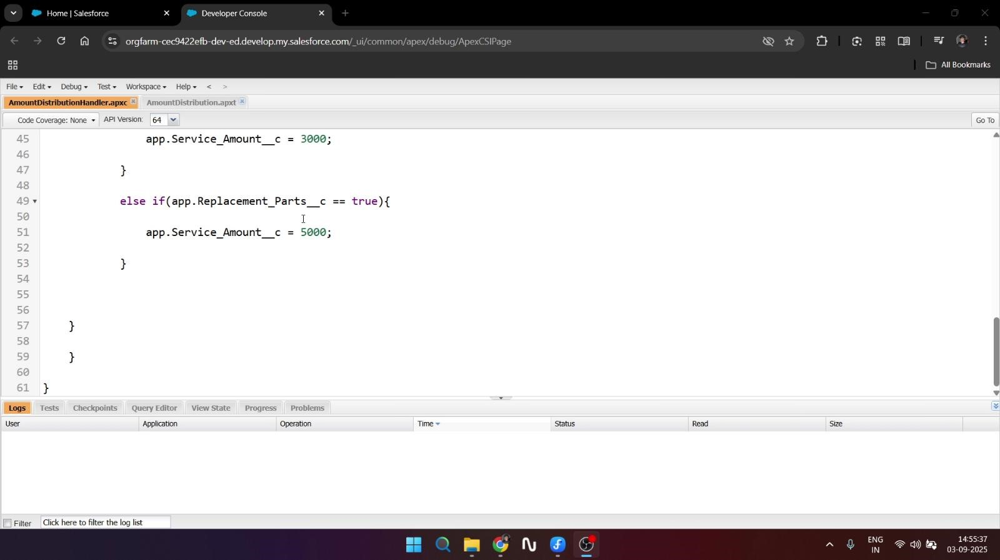 Home | Salesforce
Developer Console
orgfarm-cec9422efb-dev-ed.develop.my.salesforce.com/_ui/common/apex/debug/ApexCSIPage
All Bookmarks
File Edit Debug Test Workspace Help < >
AmountDistributionHandler.apxc AmountDistribution.apxt
Code Coverage: None API Version: 64 Go To
45 app.Service_Amount__c = 3000;
46
47 }
48
49 else if(app.Replacement_Parts__c == true){
50
51 app.Service_Amount__c = 5000;
52
53 }
54
55
56
57 }
58
59 }
60
61 }
Logs Tests Checkpoints Query Editor View State Progress Problems
User Application Operation Time Status Read Size
Filter Click here to filter the log list
ENG 14:55:37
IN 03-09-2025